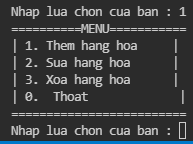 Nhap lua chon cua ban : 1
==========MENU===========
| 1. Them hang hoa     |
| 2. Sua hang hoa      |
| 3. Xoa hang hoa      |
| 0.  Thoat           |
=========================
Nhap lua chon cua ban :